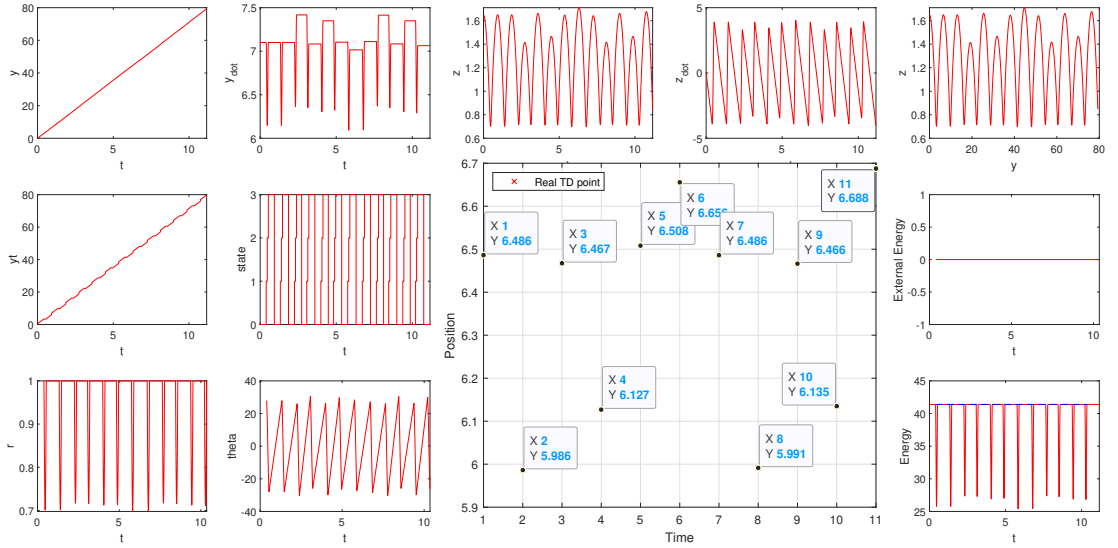 80
60
40
20
0
y
0
5
10
t
7.5
7
6.5
6
y_dot
0
5
10
t
1.6
1.4
1.2
1
0.8
0.6
z
0
5
10
5
0
-5
z_dot
0
5
10
1.6
1.4
1.2
1
0.8
0.6
z
0
20
40
60
80
y
80
60
40
20
0
yt
0
5
10
t
3
2
1
0
state
0
5
10
t
6.7
6.6
6.5
6.4
6.3
6.2
6.1
6
5.9
Position
× Real TD point
X 1
Y 6.486
X 2
Y 5.986
X 3
Y 6.467
X 4
Y 6.127
X 5
Y 6.508
X 6
Y 6.656
X 7
Y 6.486
X 8
Y 5.991
X 9
Y 6.466
X 10
Y 6.135
X 11
Y 6.688
1 2 3 4 5 6 7 8 9 10 11
Time
1
0.5
0
-0.5
-1
External Energy
0
5
10
t
1
0.9
0.8
0.7
r
0
5
10
t
40
20
0
-20
-40
theta
0
5
10
t
45
40
35
30
25
Energy
0
5
10
t